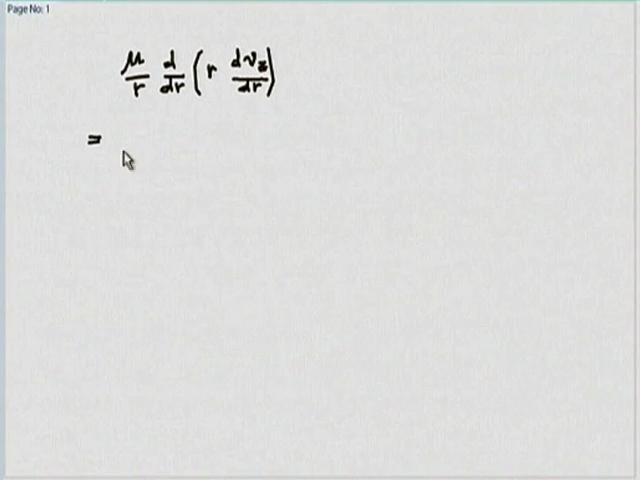 Page No: 1
μ/r d/dr (r dv_z/dr)
=